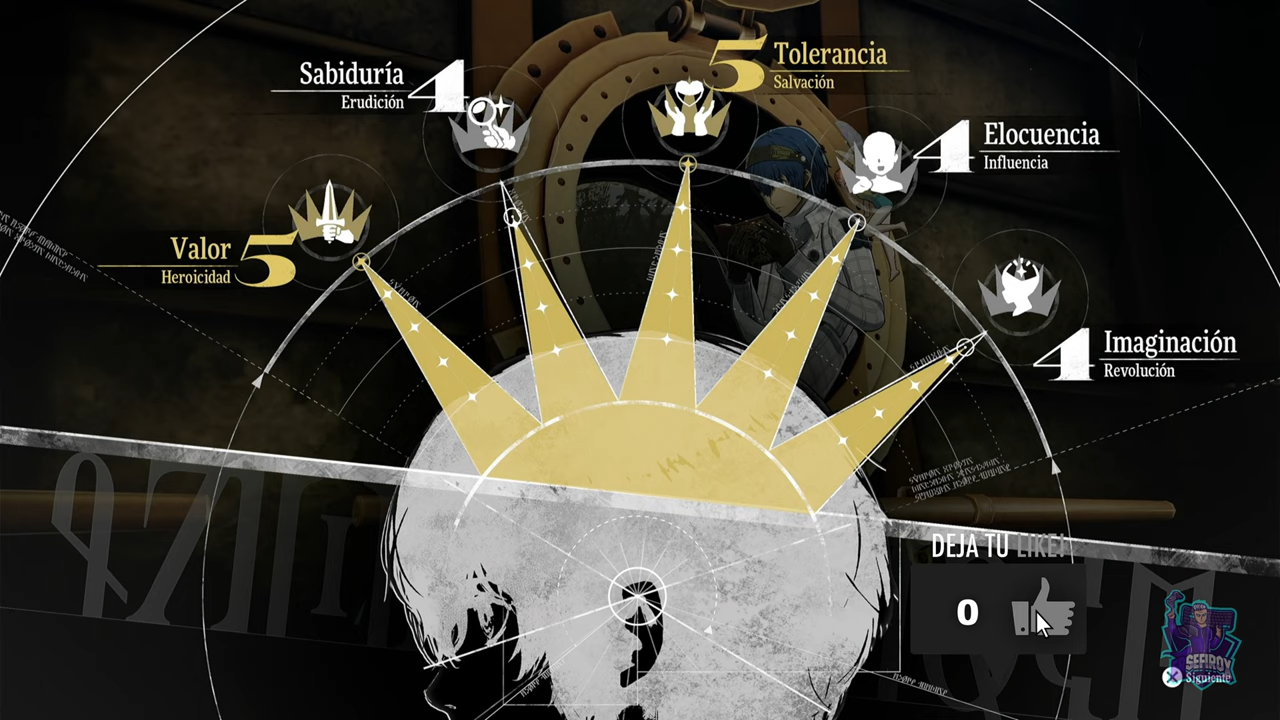 Sabiduría
Erudición
4
5
Tolerancia
Salvación
4
Elocuencia
Influencia
Valor
Heroicidad
5
4
Imaginación
Revolución
DEJA TU LIKE!
0
SEFIROY
Siguiente